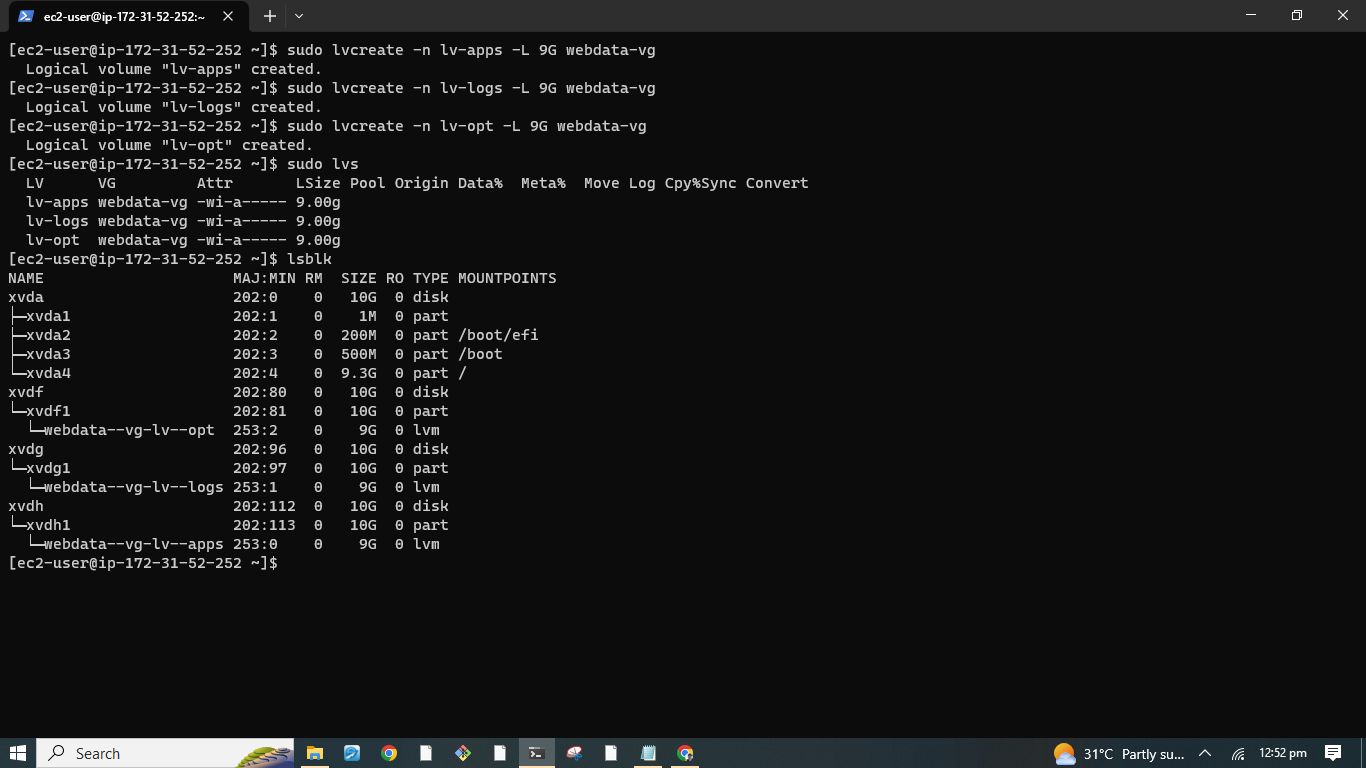 ec2-user@ip-172-31-52-252:~
[ec2-user@ip-172-31-52-252 ~]$ sudo lvcreate -n lv-apps -L 9G webdata-vg
  Logical volume "lv-apps" created.
[ec2-user@ip-172-31-52-252 ~]$ sudo lvcreate -n lv-logs -L 9G webdata-vg
  Logical volume "lv-logs" created.
[ec2-user@ip-172-31-52-252 ~]$ sudo lvcreate -n lv-opt -L 9G webdata-vg
  Logical volume "lv-opt" created.
[ec2-user@ip-172-31-52-252 ~]$ sudo lvs
  LV      VG         Attr       LSize Pool Origin Data%  Meta%  Move Log Cpy%Sync Convert
  lv-apps webdata-vg -wi-a----- 9.00g
  lv-logs webdata-vg -wi-a----- 9.00g
  lv-opt  webdata-vg -wi-a----- 9.00g
[ec2-user@ip-172-31-52-252 ~]$ lsblk
NAME                     MAJ:MIN RM  SIZE RO TYPE MOUNTPOINTS
xvda                     202:0    0   10G  0 disk
├─xvda1                  202:1    0    1M  0 part
├─xvda2                  202:2    0  200M  0 part /boot/efi
├─xvda3                  202:3    0  500M  0 part /boot
└─xvda4                  202:4    0  9.3G  0 part /
xvdf                     202:80   0   10G  0 disk
└─xvdf1                  202:81   0   10G  0 part
  └─webdata--vg-lv--opt  253:2    0    9G  0 lvm
xvdg                     202:96   0   10G  0 disk
└─xvdg1                  202:97   0   10G  0 part
  └─webdata--vg-lv--logs 253:1    0    9G  0 lvm
xvdh                     202:112  0   10G  0 disk
└─xvdh1                  202:113  0   10G  0 part
  └─webdata--vg-lv--apps 253:0    0    9G  0 lvm
[ec2-user@ip-172-31-52-252 ~]$
Search
31°C Partly su...
12:52 pm